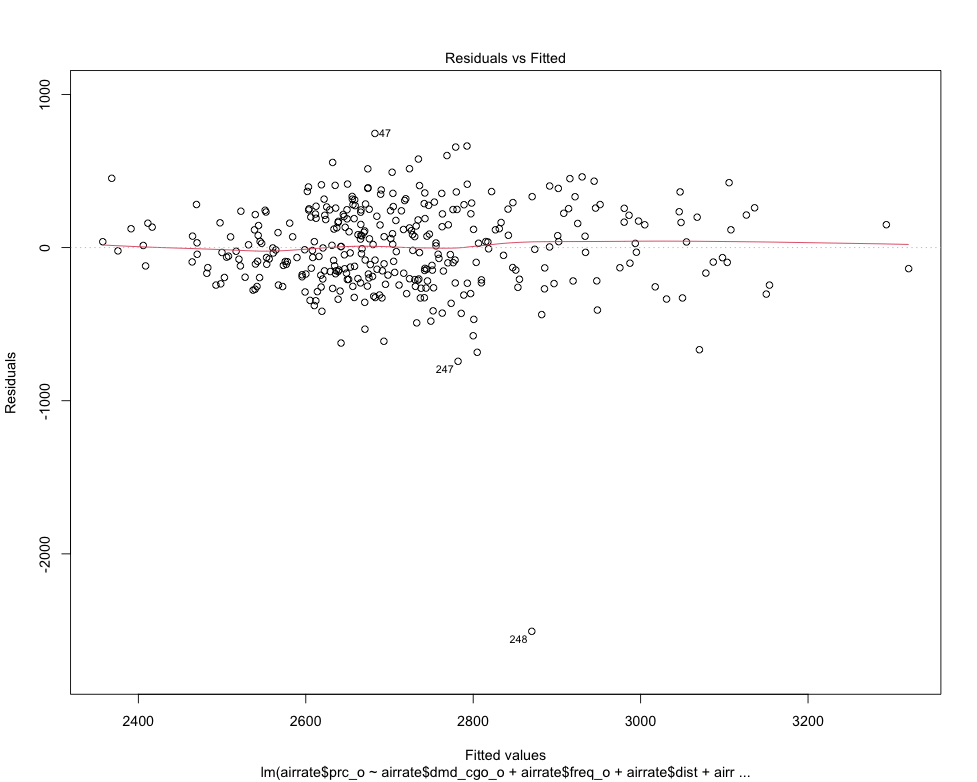 Residuals vs Fitted
1000
0
-1000
-2000
Residuals
47
247
248
2400 2600 2800 3000 3200
Fitted values
lm(airrate$prc_o ~ airrate$dmd_cgo_o + airrate$freq_o + airrate$dist + airr ...